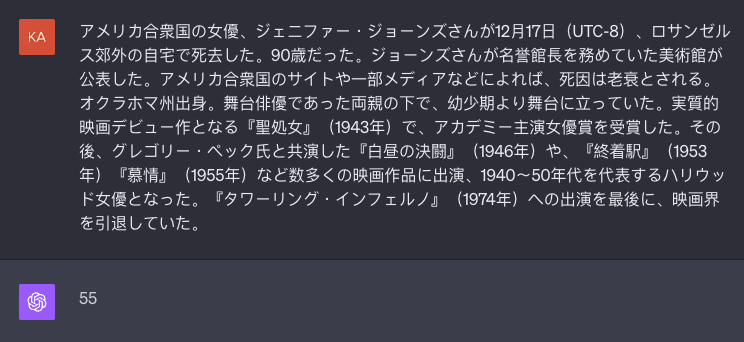 KA
アメリカ合衆国の女優、ジェニファー・ジョーンズさんが12月17日（UTC-8）、ロサンゼル
ス郊外の自宅で死去した。90歳だった。ジョーンズさんが名誉館長を務めていた美術館が
公表した。アメリカ合衆国のサイトや一部メディアなどによれば、死因は老衰とされる。
オクラホマ州出身。舞台俳優であった両親の下で、幼少期より舞台に立っていた。実質的
映画デビュー作となる『聖処女』（1943年）で、アカデミー主演女優賞を受賞した。その
後、グレゴリー・ペック氏と共演した『白昼の決闘』（1946年）や、『終着駅』（1953
年）『慕情』（1955年）など数多くの映画作品に出演、1940〜50年代を代表するハリウッ
ド女優となった。『タワーリング・インフェルノ』（1974年）への出演を最後に、映画界
を引退していた。
55